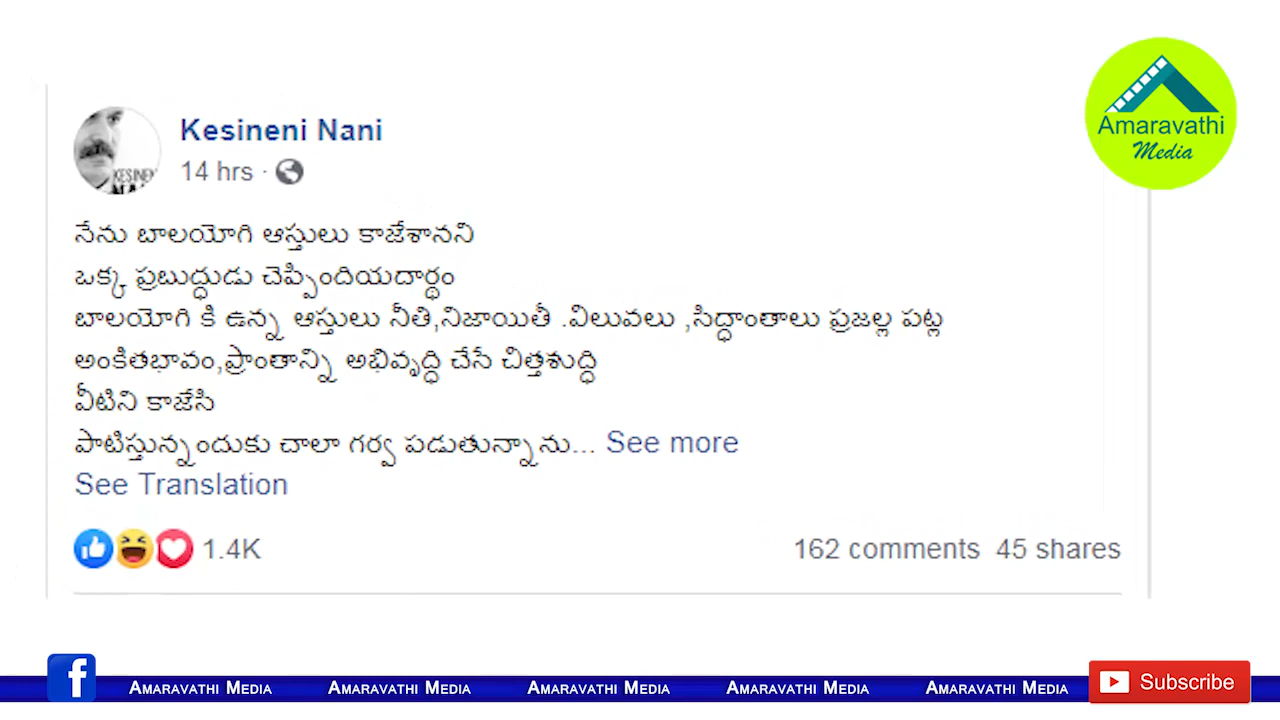 Amaravathi
Media
Kesineni Nani
14 hrs ·
KESINENI
నేను బాలయోగి ఆస్తులు కాజేశానని
ఒక్క ప్రబుద్ధుడు చెప్పిందియదార్థం
బాలయోగి కి ఉన్న ఆస్తులు నీతి,నిజాయితీ .విలువలు ,సిద్ధాంతాలు ప్రజల్ల పట్ల
అంకితభావం,ప్రాంతాన్ని అభివృద్ధి చేసే చిత్తశుద్ధి
వీటిని కాజేసి
పాటిస్తున్నందుకు చాలా గర్వ పడుతున్నాను... See more
See Translation
1.4K 162 comments 45 shares
f Amaravathi Media Amaravathi Media Amaravathi Media Amaravathi Media Amaravathi Media Subscribe